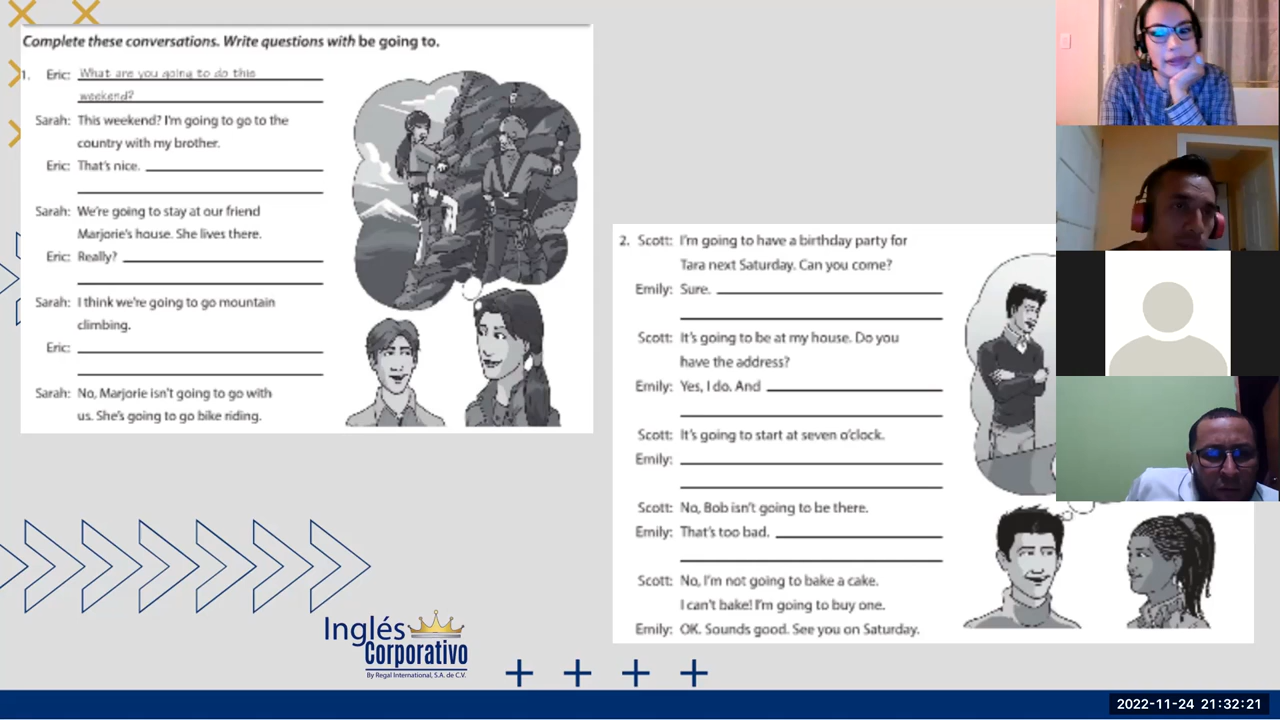 Complete these conversations. Write questions with be going to.
1. Eric: What are you going to do this
weekend?
Sarah: This weekend? I'm going to go to the
country with my brother.
Eric: That's nice.
Sarah: We're going to stay at our friend
Marjorie's house. She lives there.
Eric: Really?
Sarah: I think we're going to go mountain
climbing.
Eric:
Sarah: No, Marjorie isn't going to go with
us. She's going to go bike riding.
2. Scott: I'm going to have a birthday party for
Tara next Saturday. Can you come?
Emily: Sure.
Scott: It's going to be at my house. Do you
have the address?
Emily: Yes, I do. And
Scott: It's going to start at seven o'clock.
Emily:
Scott: No, Bob isn't going to be there.
Emily: That's too bad.
Scott: No, I'm not going to bake a cake.
I can't bake! I'm going to buy one.
Emily: OK. Sounds good. See you on Saturday.
Inglés
Corporativo
By Regal International, S.A. de C.V.
2022-11-24 21:32:21